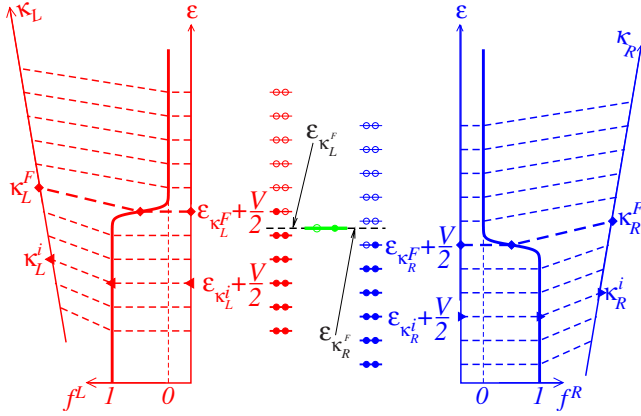 κ_L
ε
ε
κ_R
ε_{κ_L^F}
κ_L^F
ε_{κ_L^F}+V/2
κ_R^F
ε_{κ_R^F}+V/2
κ_L^i
ε_{κ_L^i}+V/2
κ_R^i
ε_{κ_R^i}+V/2
ε_{κ_R^F}
f^L
1
0
0
1
f^R